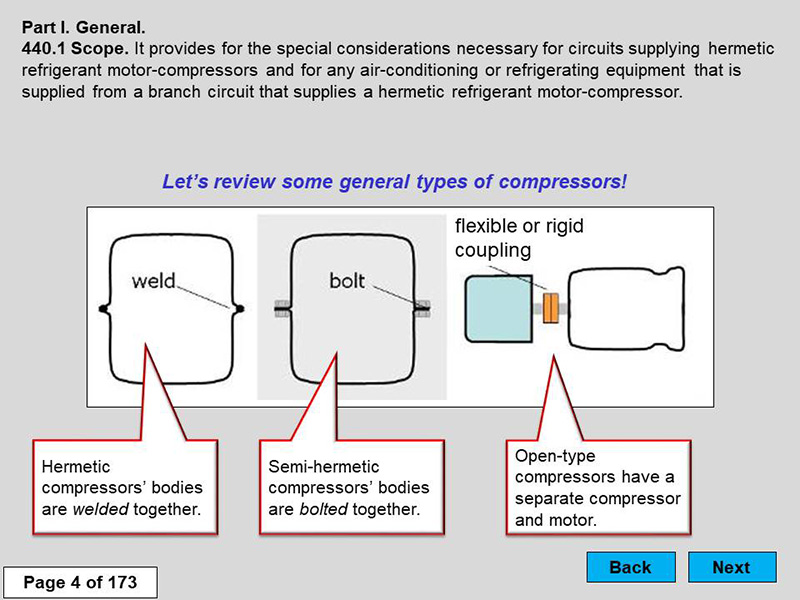 Part I. General.
440.1 Scope. It provides for the special considerations necessary for circuits supplying hermetic
refrigerant motor-compressors and for any air-conditioning or refrigerating equipment that is
supplied from a branch circuit that supplies a hermetic refrigerant motor-compressor.
Let’s review some general types of compressors!
weld
bolt
flexible or rigid
coupling
Hermetic
compressors’ bodies
are welded together.
Semi-hermetic
compressors’ bodies
are bolted together.
Open-type
compressors have a
separate compressor
and motor.
Back
Next
Page 4 of 173